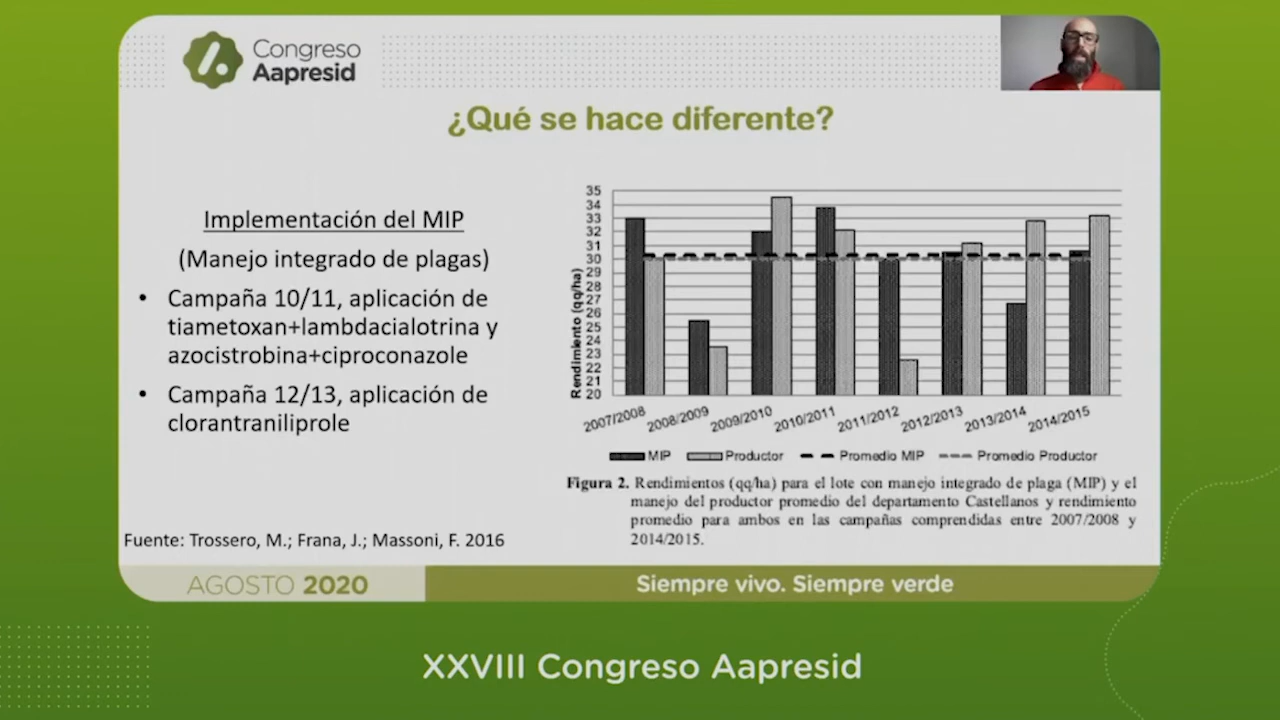 Congreso
Aapresid
¿Qué se hace diferente?
Implementación del MIP
(Manejo integrado de plagas)
• Campaña 10/11, aplicación de
tiametoxan+lambdacialotrina y
azocistrobina+ciproconazole
• Campaña 12/13, aplicación de
clorantraniliprole
Fuente: Trossero, M.; Frana, J.; Massoni, F. 2016
Rendimiento (qq/ha)
35
34
33
32
31
30
29
28
27
26
25
24
23
22
21
20
2007/2008 2008/2009 2009/2010 2010/2011 2011/2012 2012/2013 2013/2014 2014/2015
MIP Productor Promedio MIP Promedio Productor
Figura 2. Rendimientos (qq/ha) para el lote con manejo integrado de plaga (MIP) y el
manejo del productor promedio del departamento Castellanos y rendimiento
promedio para ambos en las campañas comprendidas entre 2007/2008 y
2014/2015.
AGOSTO 2020
Siempre vivo. Siempre verde
XXVIII Congreso Aapresid